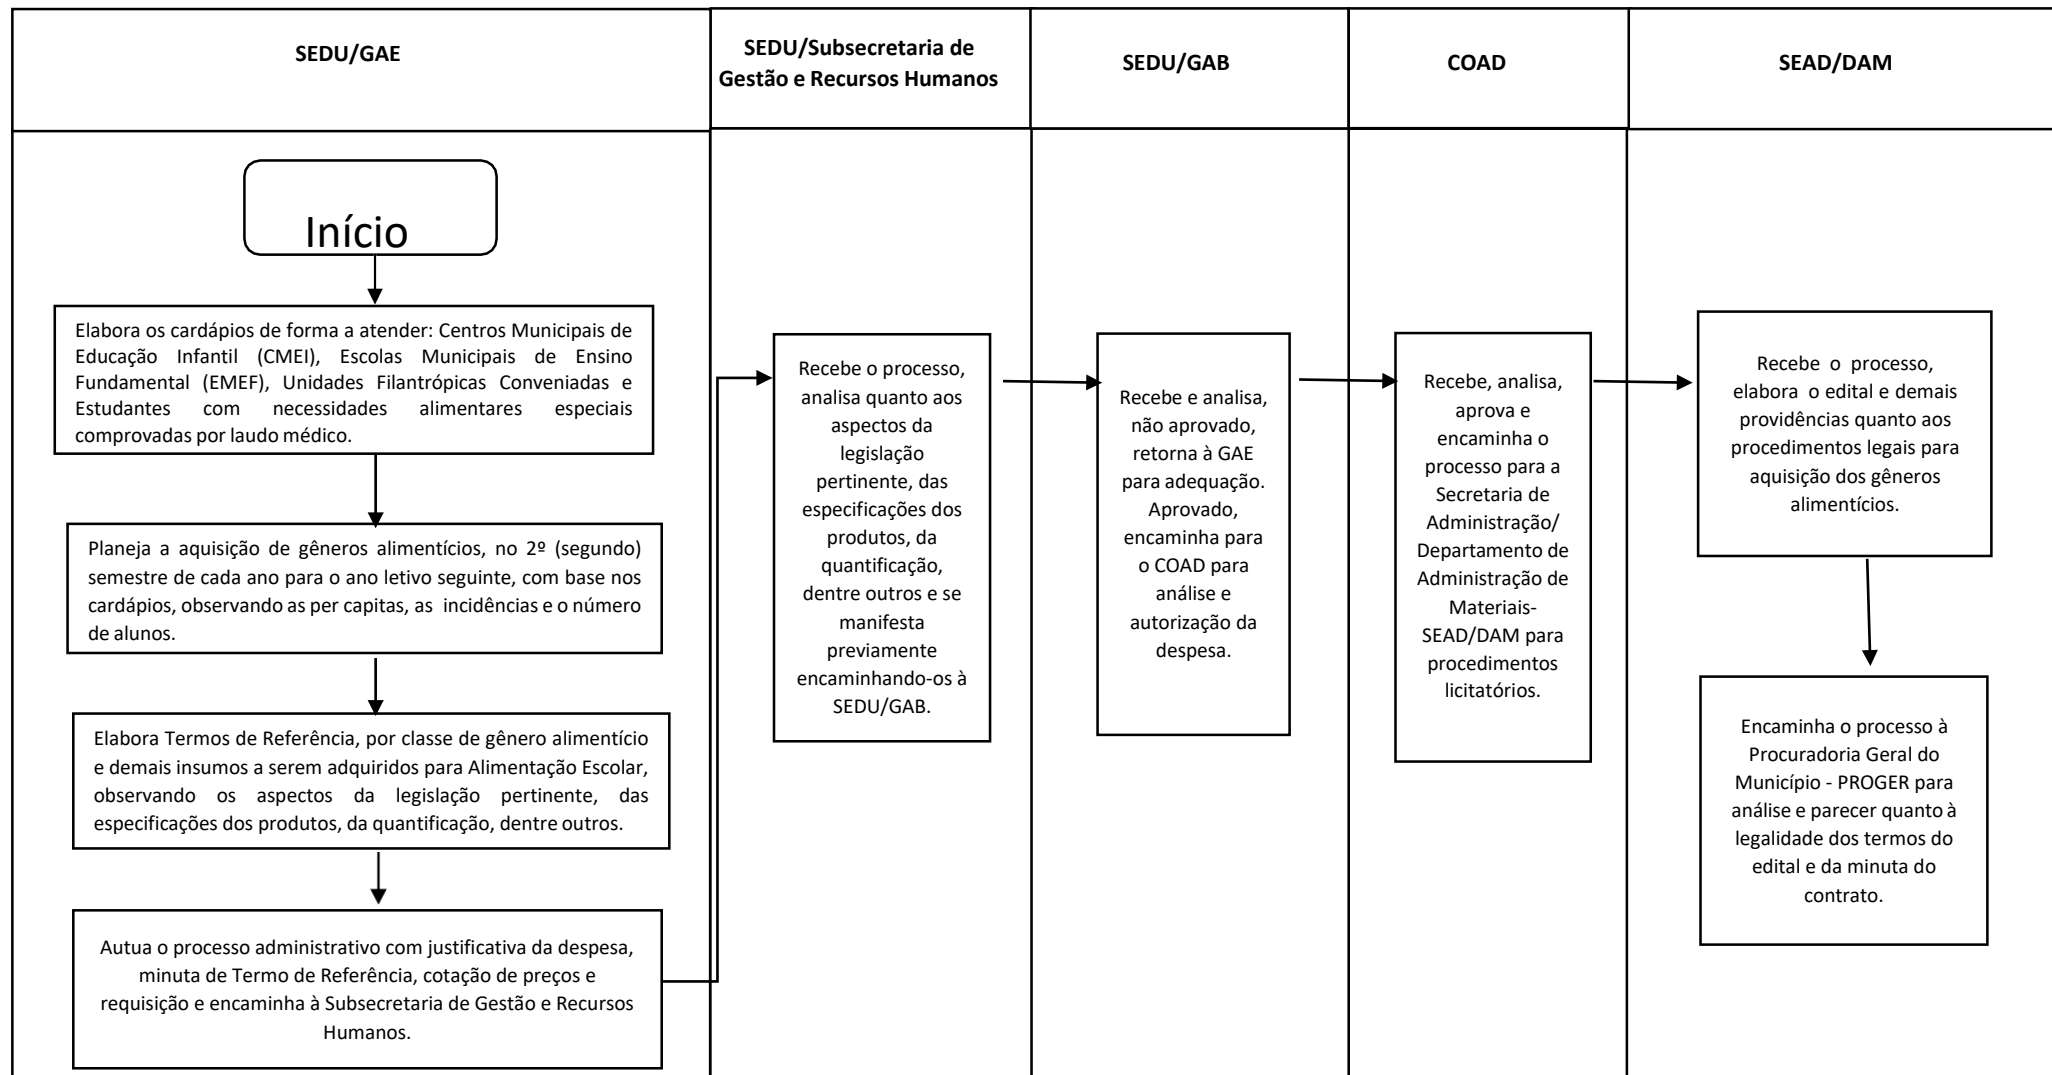 SEDU/GAE
SEDU/Subsecretaria de
Gestão e Recursos Humanos
SEDU/GAB
COAD
SEAD/DAM
Início
Elabora os cardápios de forma a atender: Centros Municipais de
Educação Infantil (CMEI), Escolas Municipais de Ensino
Fundamental (EMEF), Unidades Filantrópicas Conveniadas e
Estudantes com necessidades alimentares especiais
comprovadas por laudo médico.
Planeja a aquisição de gêneros alimentícios, no 2º (segundo)
semestre de cada ano para o ano letivo seguinte, com base nos
cardápios, observando as per capitas, as incidências e o número
de alunos.
Elabora Termos de Referência, por classe de gênero alimentício
e demais insumos a serem adquiridos para Alimentação Escolar,
observando os aspectos da legislação pertinente, das
especificações dos produtos, da quantificação, dentre outros.
Autua o processo administrativo com justificativa da despesa,
minuta de Termo de Referência, cotação de preços e
requisição e encaminha à Subsecretaria de Gestão e Recursos
Humanos.
Recebe o processo,
analisa quanto aos
aspectos da
legislação
pertinente, das
especificações dos
produtos, da
quantificação,
dentre outros e se
manifesta
previamente
encaminhando-os à
SEDU/GAB.
Recebe e analisa,
não aprovado,
retorna à GAE
para adequação.
Aprovado,
encaminha para
o COAD para
análise e
autorização da
despesa.
Recebe, analisa,
aprova e
encaminha o
processo para a
Secretaria de
Administração/
Departamento de
Administração de
Materiais-
SEAD/DAM para
procedimentos
licitatórios.
Recebe o processo,
elabora o edital e demais
providências quanto aos
procedimentos legais para
aquisição dos gêneros
alimentícios.
Encaminha o processo à
Procuradoria Geral do
Município - PROGER para
análise e parecer quanto à
legalidade dos termos do
edital e da minuta do
contrato.